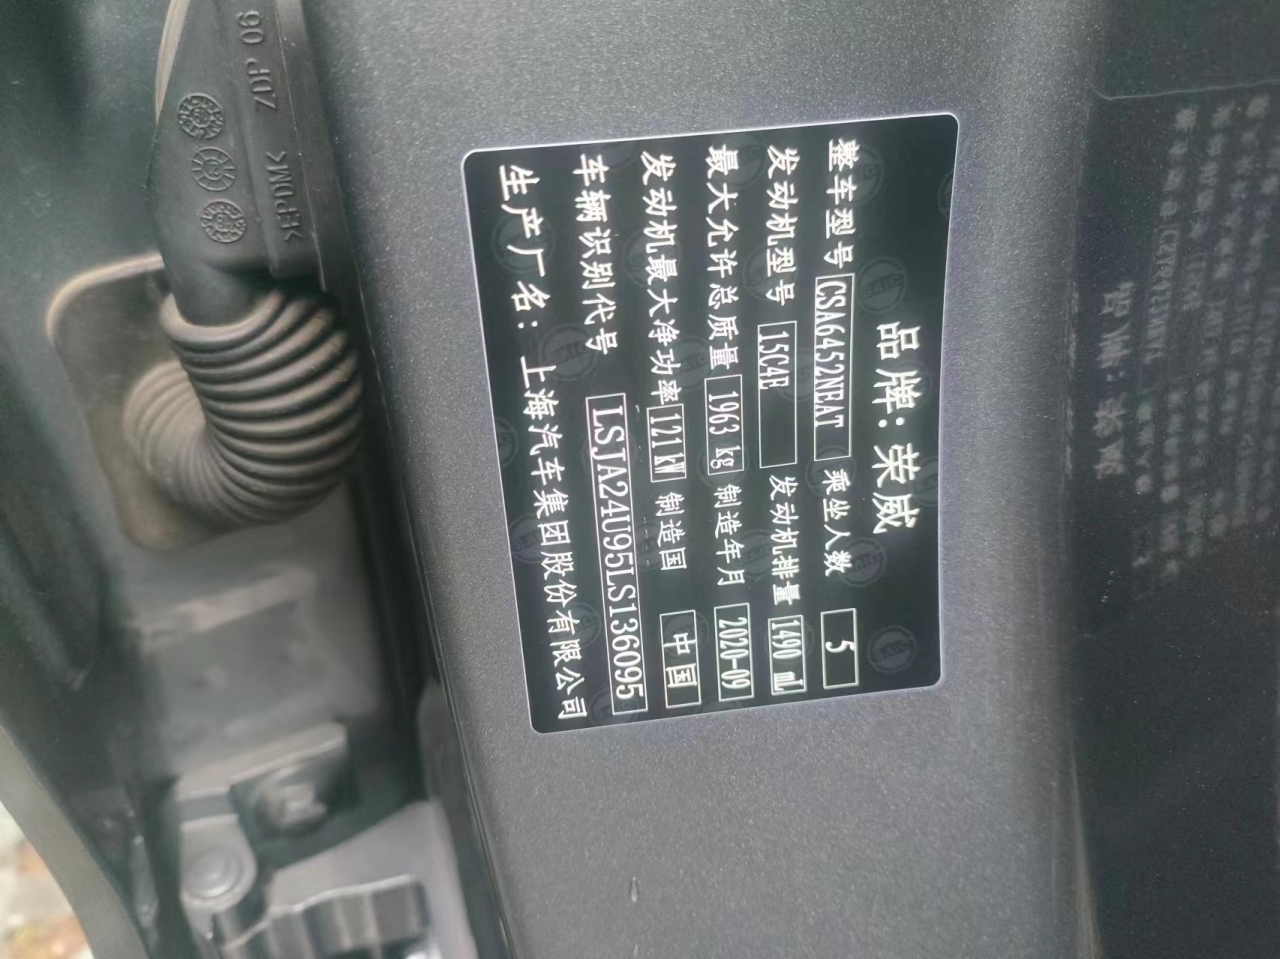 品牌：荣威
整车型号 CSA6452NEAT 乘坐人数 5
发动机型号 15C4E 发动机排量 1490 mL
最大允许总质量 1963 kg 制造年月 2020-09
发动机最大净功率 121 kW 制造国 中国
车辆识别代号 LSJA24U95LS136095
生产厂名：上海汽车集团股份有限公司
ZDP 06